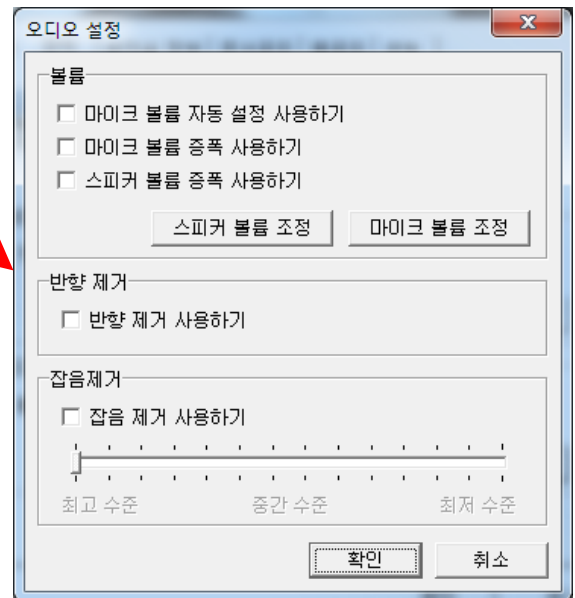 오디오 설정
볼륨
마이크 볼륨 자동 설정 사용하기
마이크 볼륨 증폭 사용하기
스피커 볼륨 증폭 사용하기
스피커 볼륨 조정 마이크 볼륨 조정
반향 제거
반향 제거 사용하기
잡음제거
잡음 제거 사용하기
최고 수준 중간 수준 최저 수준
확인 취소